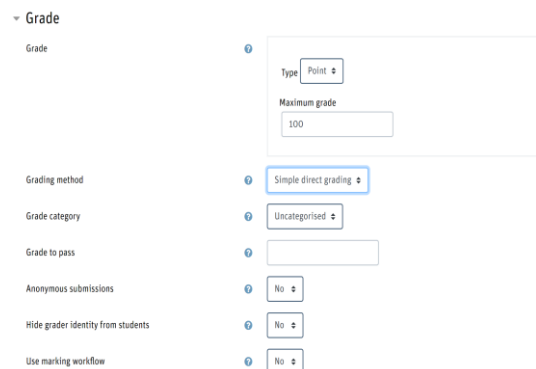 Grade
Grade
Type Point
Maximum grade
100
Grading method Simple direct grading
Grade category Uncategorised
Grade to pass
Anonymous submissions No
Hide grader identity from students No
Use marking workflow No